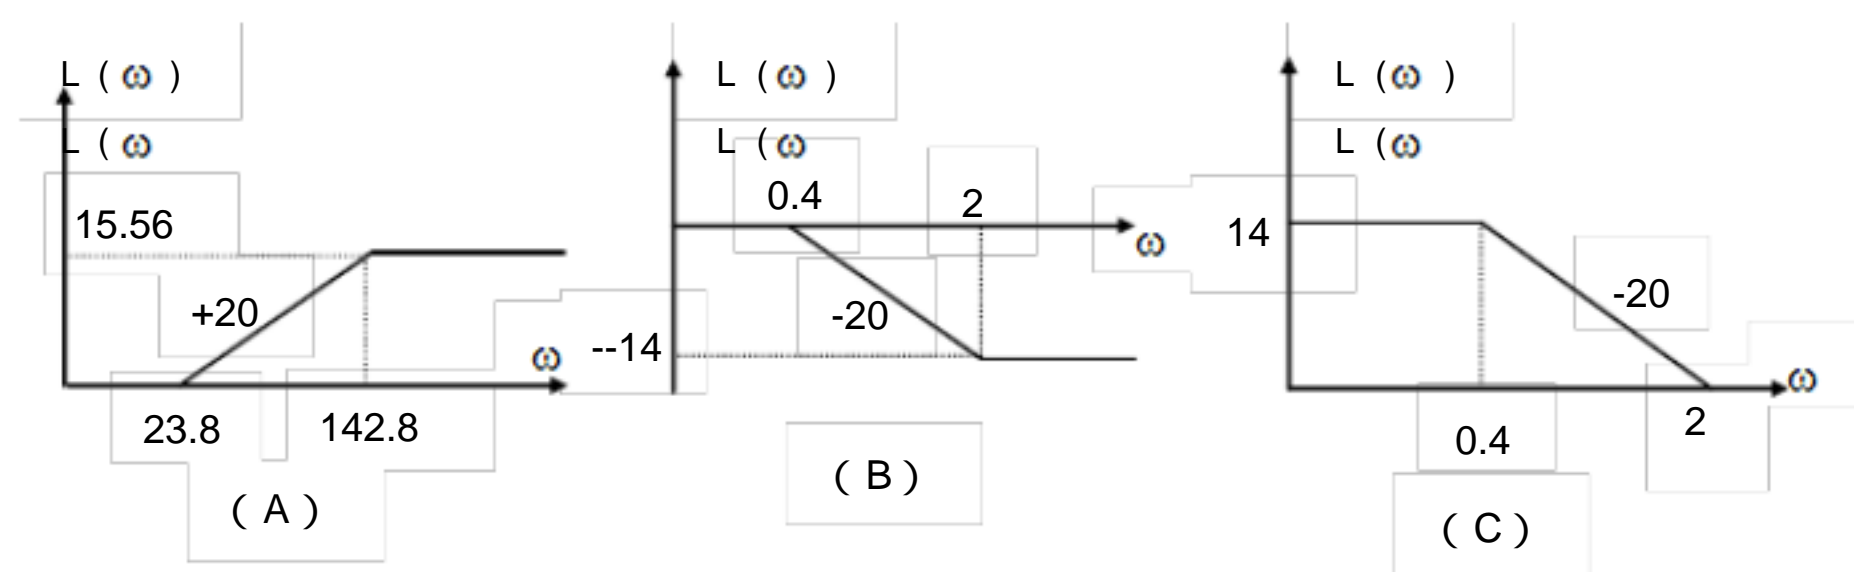 L ( ω )
L ( ω
15.56
+20
ω
23.8
142.8
( A )
L ( ω )
L ( ω
0.4
2
ω
-20
--14
( B )
L ( ω )
L ( ω
14
-20
ω
0.4
2
( C )